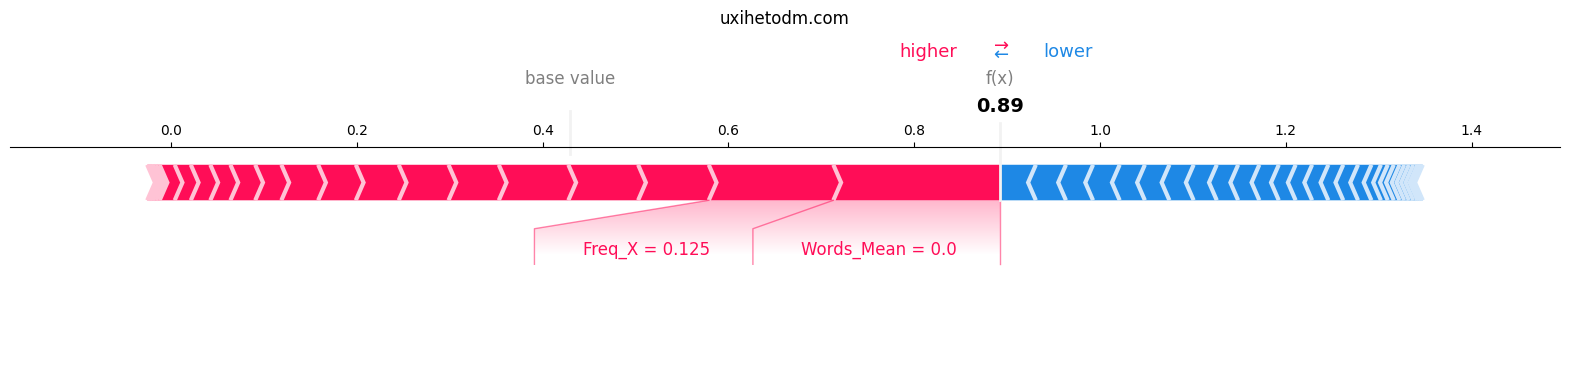 uxihetodm.com
higher ⇄ lower
base value
f(x)
0.89
0.0 0.2 0.4 0.6 0.8 1.0 1.2 1.4
Freq_X = 0.125
Words_Mean = 0.0